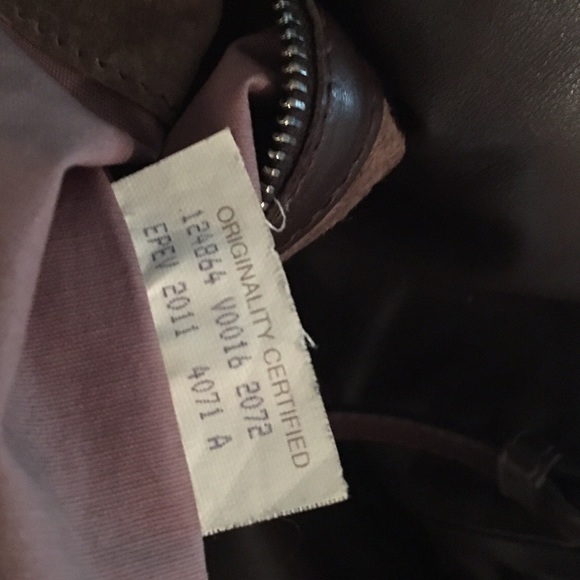 ORIGINALITY CERTIFIED
124864 V0016 2072
EPEV 2011 4071 A